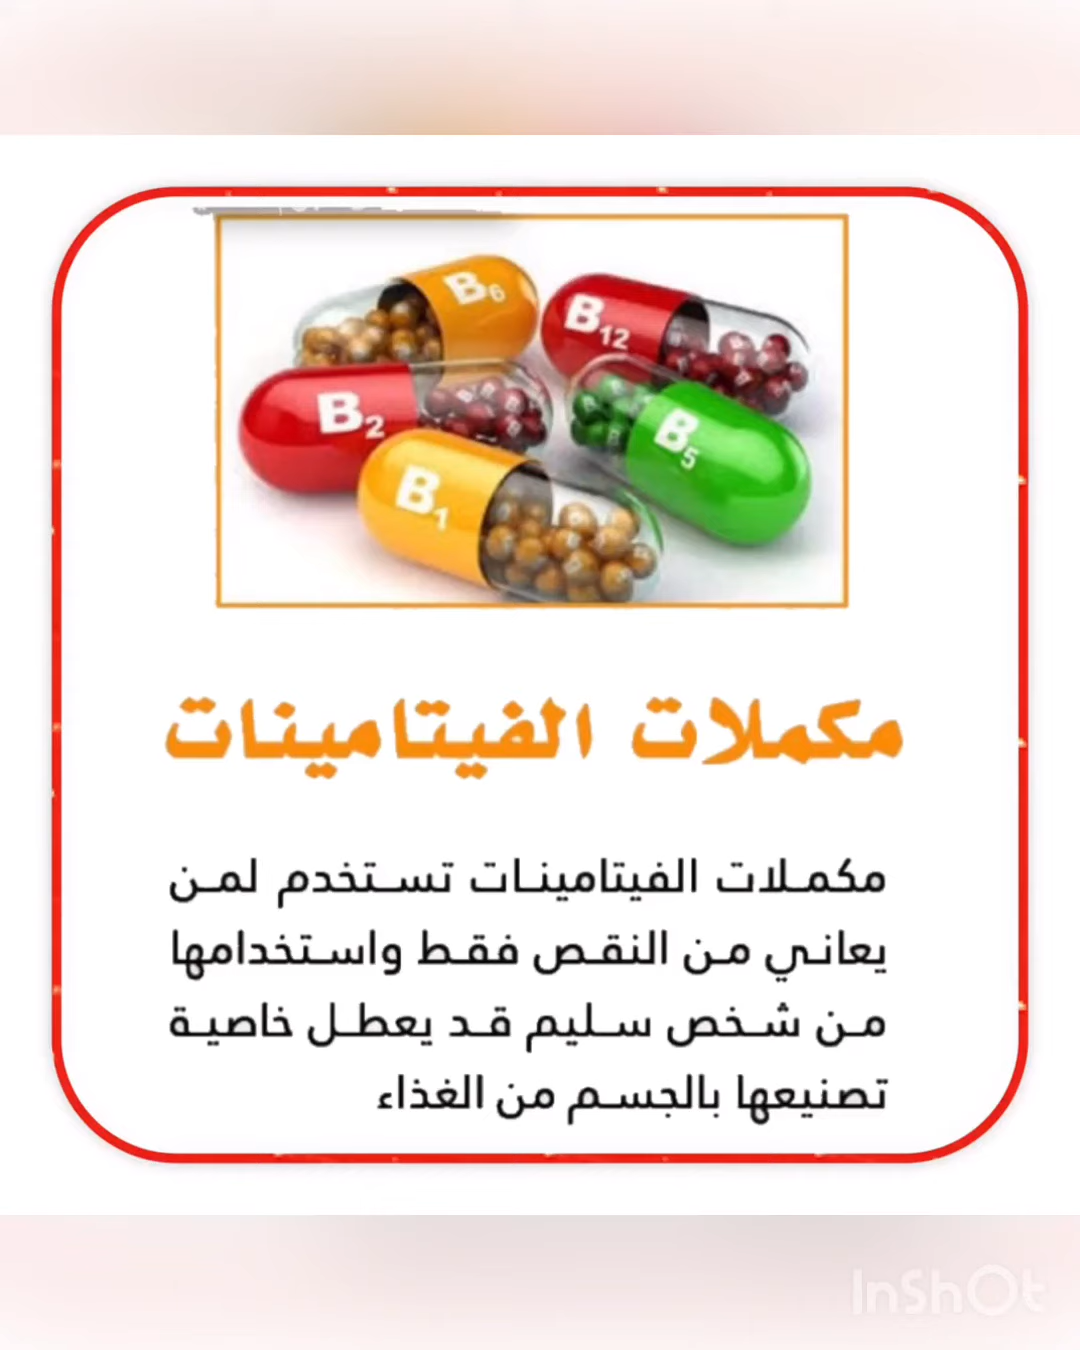 B6
B12
B2
B5
B1
مكملات الفيتامينات
مكملات الفيتامينات تستخدم لمن
يعاني من النقص فقط واستخدامها
من شخص سليم قد يعطل خاصية
تصنيعها بالجسم من الغذاء
InShOt